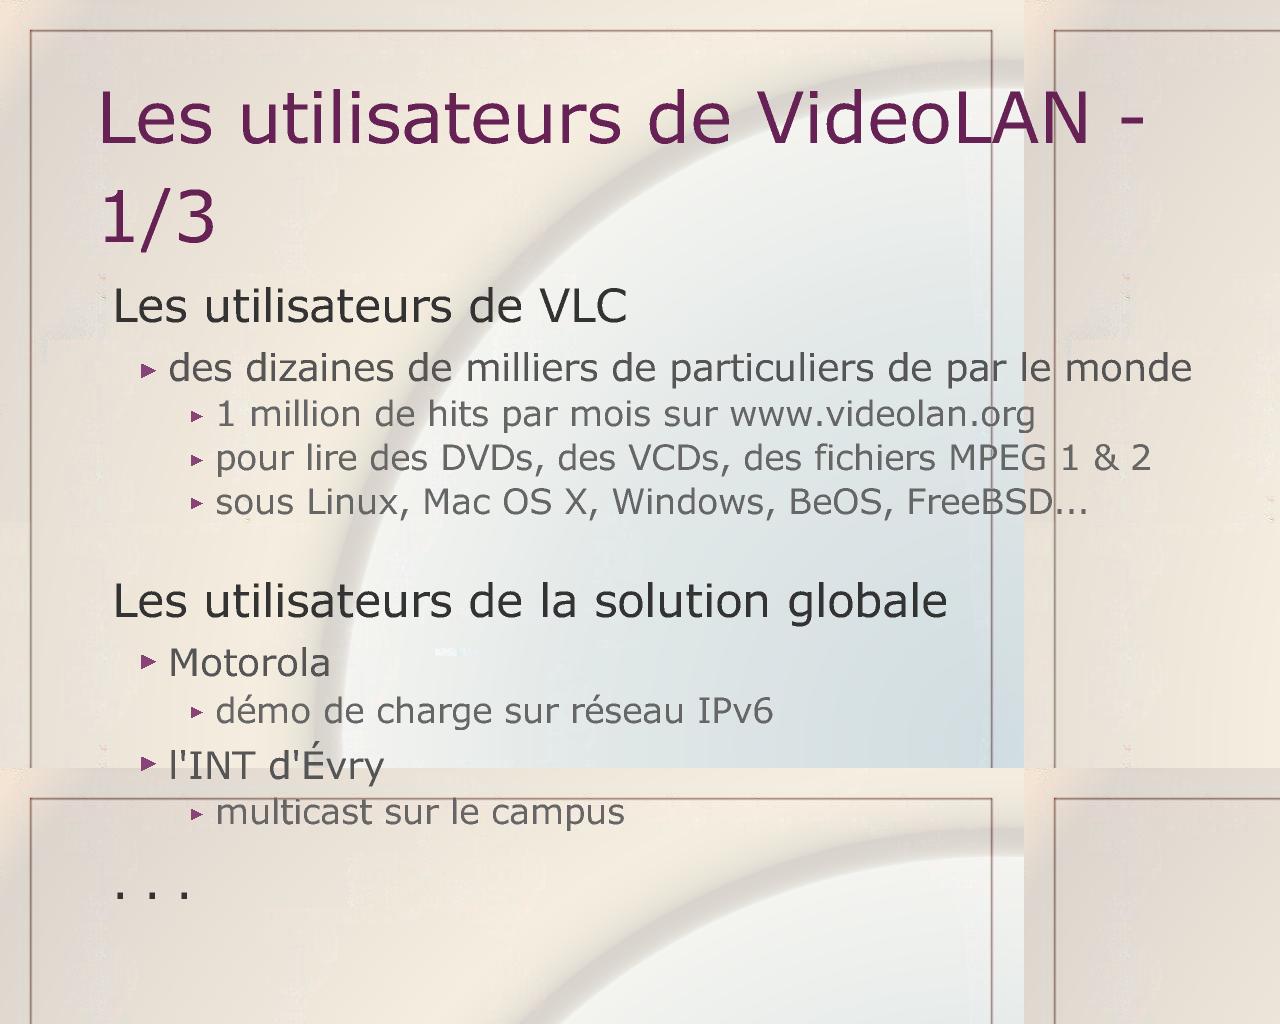 Les utilisateurs de VideoLAN -
1/3
Les utilisateurs de VLC
des dizaines de milliers de particuliers de par le monde
1 million de hits par mois sur www.videolan.org
pour lire des DVDs, des VCDs, des fichiers MPEG 1 & 2
sous Linux, Mac OS X, Windows, BeOS, FreeBSD...
Les utilisateurs de la solution globale
Motorola
démo de charge sur réseau IPv6
l'INT d'Évry
multicast sur le campus
. . .